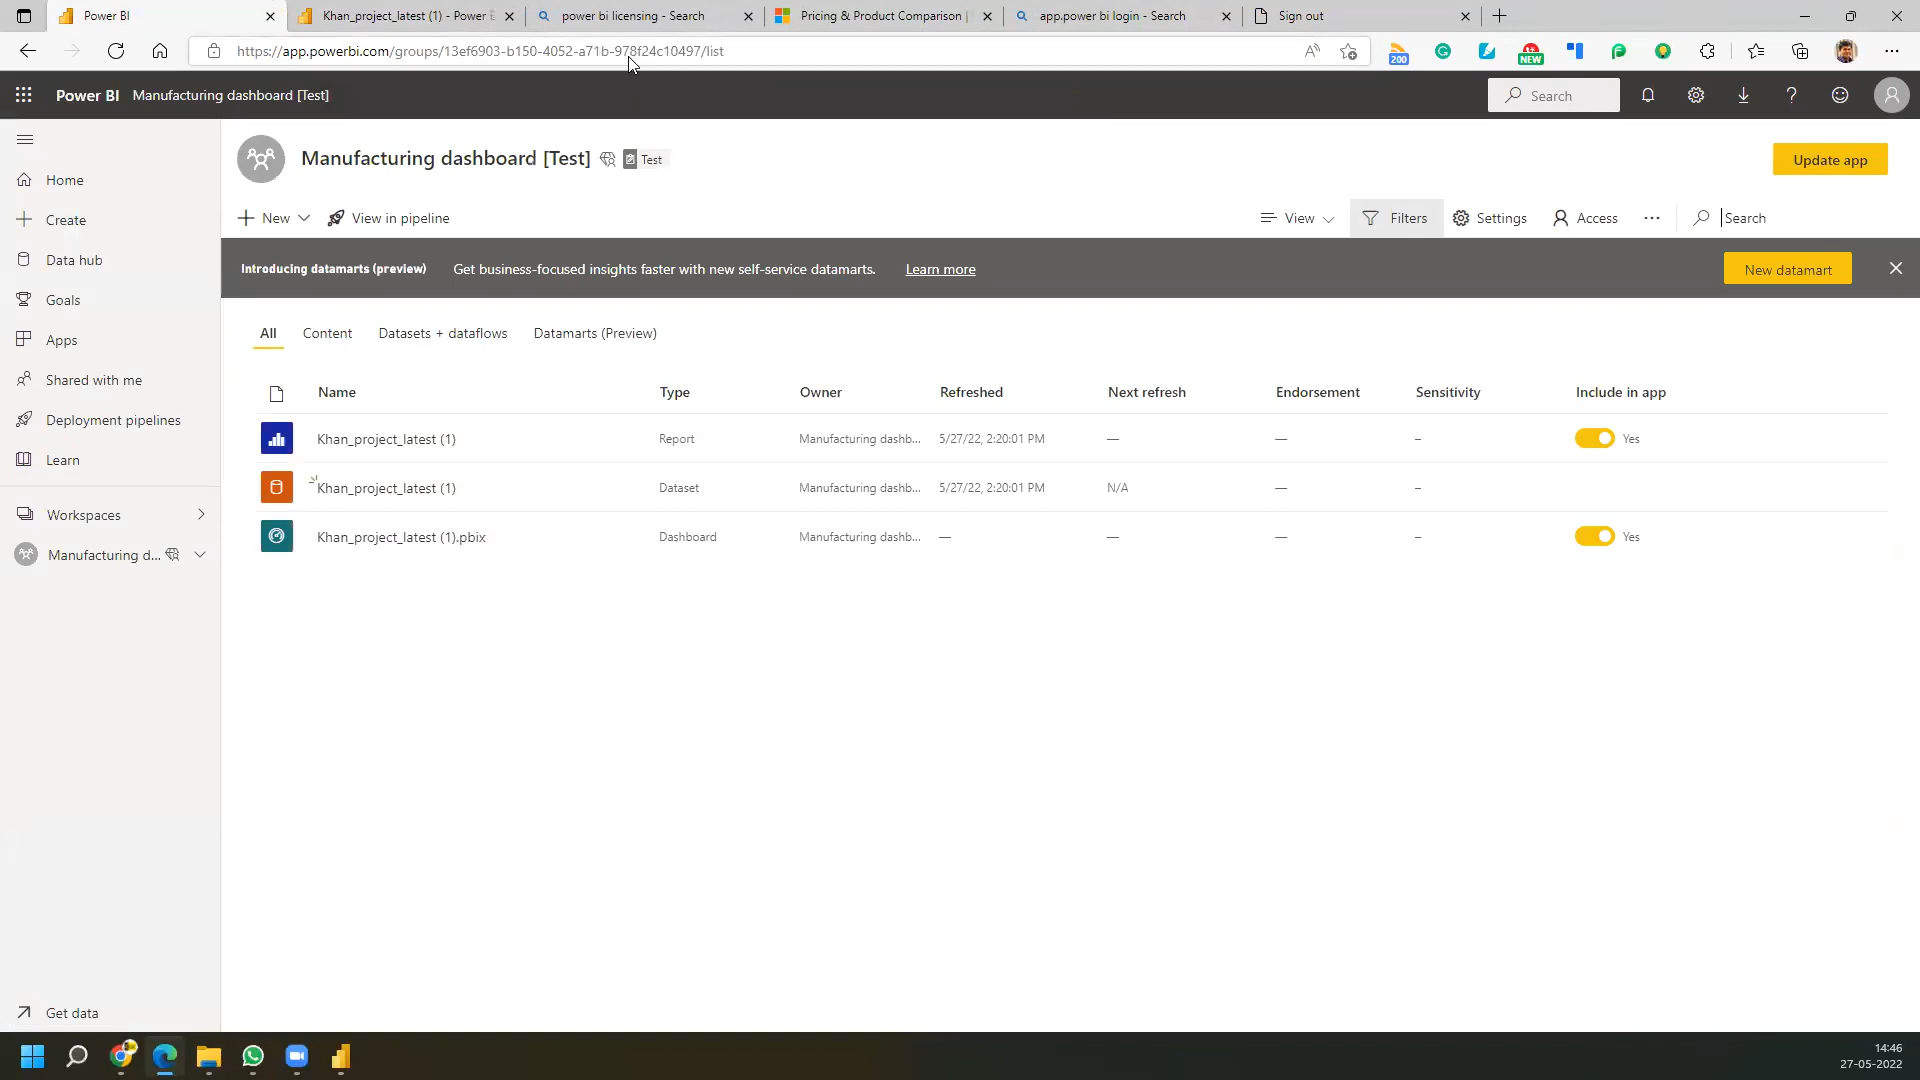 Power BI
Khan_project_latest (1) - Power
power bi licensing - Search
Pricing & Product Comparison |
app.power bi login - Search
Sign out
https://app.powerbi.com/groups/13ef6903-b150-4052-a71b-978f24c10497/list
200
NEW
Power BI Manufacturing dashboard [Test]
Search
Manufacturing dashboard [Test] Test
Update app
New
View in pipeline
View
Filters
Settings
Access
Search
Introducing datamarts (preview) Get business-focused insights faster with new self-service datamarts. Learn more
New datamart
Home
Create
Data hub
Goals
Apps
Shared with me
Deployment pipelines
Learn
Workspaces
Manufacturing d...
Get data
All Content Datasets + dataflows Datamarts (Preview)
Name Type Owner Refreshed Next refresh Endorsement Sensitivity Include in app
Khan_project_latest (1) Report Manufacturing dashb... 5/27/22, 2:20:01 PM — — – Yes
Khan_project_latest (1) Dataset Manufacturing dashb... 5/27/22, 2:20:01 PM N/A — –
Khan_project_latest (1).pbix Dashboard Manufacturing dashb... — — — – Yes
14:46
27-05-2022